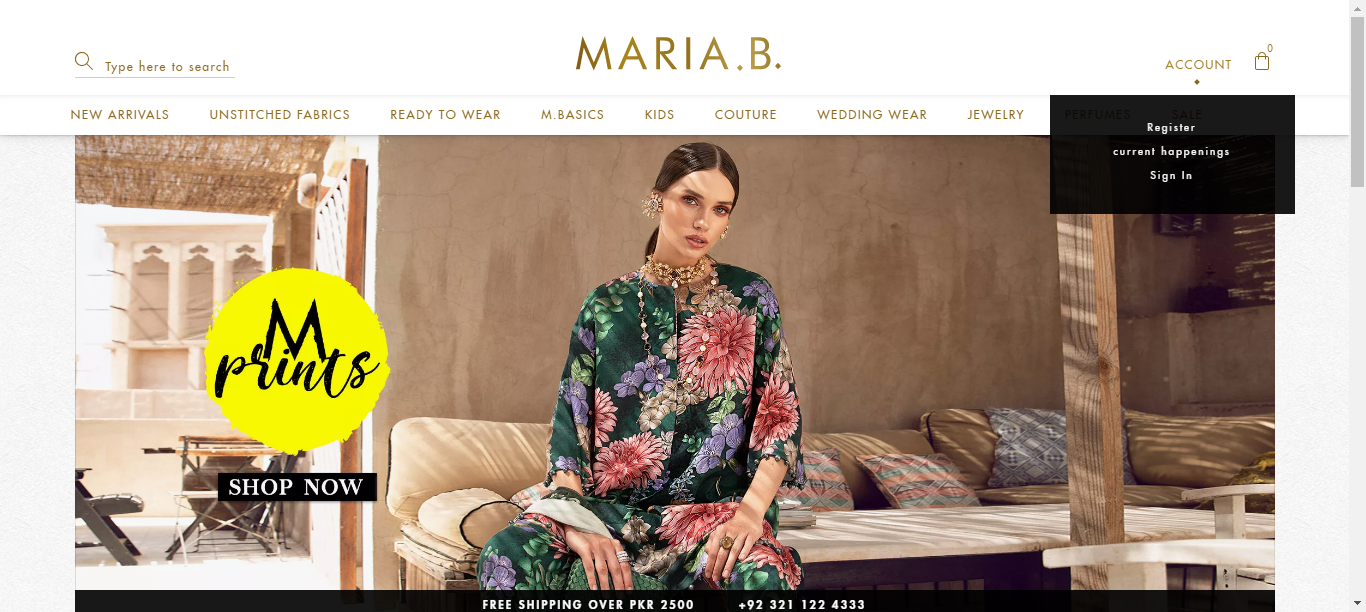 Type here to search
MARIA.B.
ACCOUNT
0
NEW ARRIVALS
UNSTITCHED FABRICS
READY TO WEAR
M.BASICS
KIDS
COUTURE
WEDDING WEAR
JEWELRY
PERFUMES
SALE
Register
current happenings
Sign In
M
prints
SHOP NOW
FREE SHIPPING OVER PKR 2500
+92 321 122 4333